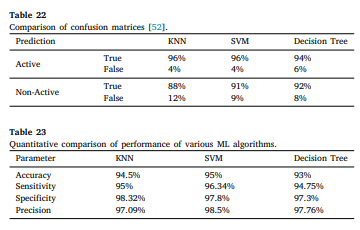 Table 22
Comparison of confusion matrices [52].
Prediction KNN SVM Decision Tree
Active True 96% 96% 94%
False 4% 4% 6%
Non-Active True 88% 91% 92%
False 12% 9% 8%
Table 23
Quantitative comparison of performance of various ML algorithms.
Parameter KNN SVM Decision Tree
Accuracy 94.5% 95% 93%
Sensitivity 95% 96.34% 94.75%
Specificity 98.32% 97.8% 97.3%
Precision 97.09% 98.5% 97.76%